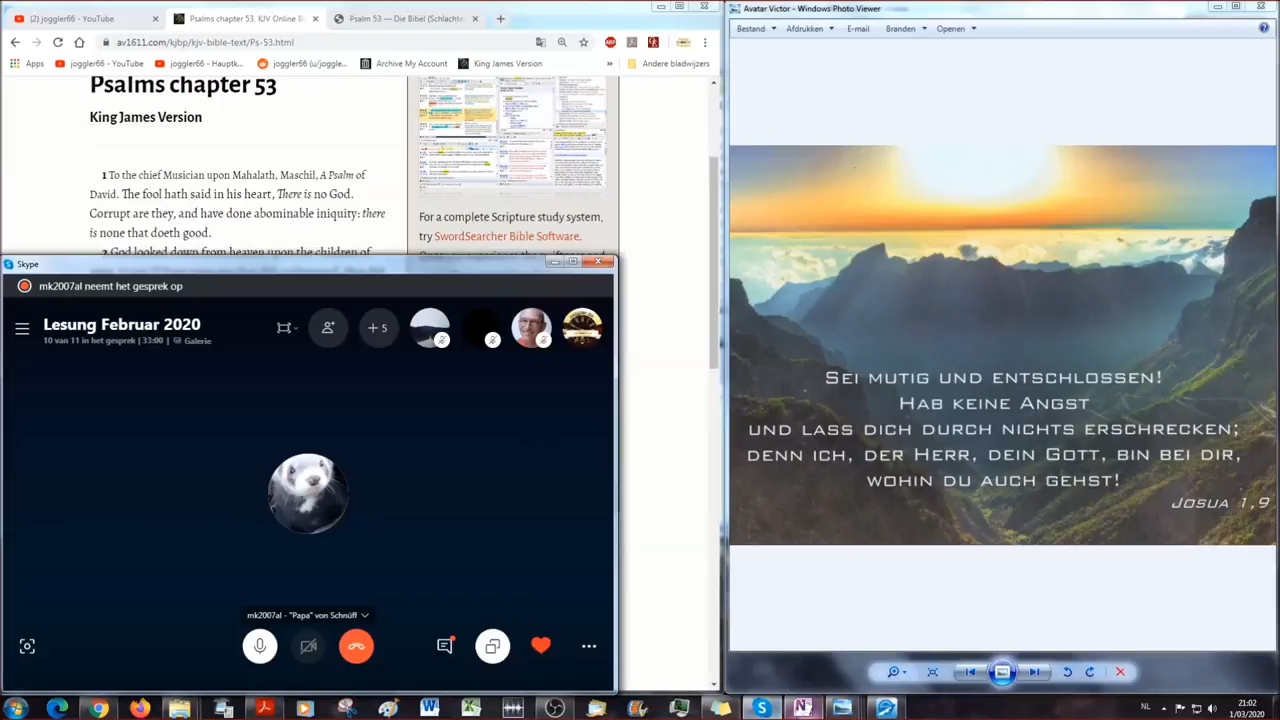 (2) joggler66 - YouTube
Psalms chapter 53, KJV Online B
Psalm 53 — Die Bibel (Schlachte
av1611.com/kjbp/kjv-bible-text/Ps-53.html
Apps
joggler66 - YouTube
joggler66 - Hauptk...
joggler66 (u/joggle...
Archive My Account
King James Version
»
Andere bladwijzers
Psalms chapter 53
King James Version
1 To the chief Musician upon
of
David. The fool hath said in his heart, There is no God.
Corrupt are they, and have done abominable iniquity: there
is none that doeth good.
2 God looked down from heaven upon the children of
For a complete Scripture study system,
try SwordSearcher Bible Software.
Skype
mk2007al neemt het gesprek op
Lesung Februar 2020
10 van 11 in het gesprek | 33:00 | Galerie
+ 5
mk2007al - "Papa" von Schnüff
Avatar Victor - Windows Photo Viewer
Bestand
Afdrukken
E-mail
Branden
Openen
Sei mutig und entschlossen!
Hab keine Angst
und lass dich durch nichts erschrecken;
denn ich, der Herr, dein Gott, bin bei dir,
wohin du auch gehst!
Josua 1,9
NL
21:02
1/03/2020